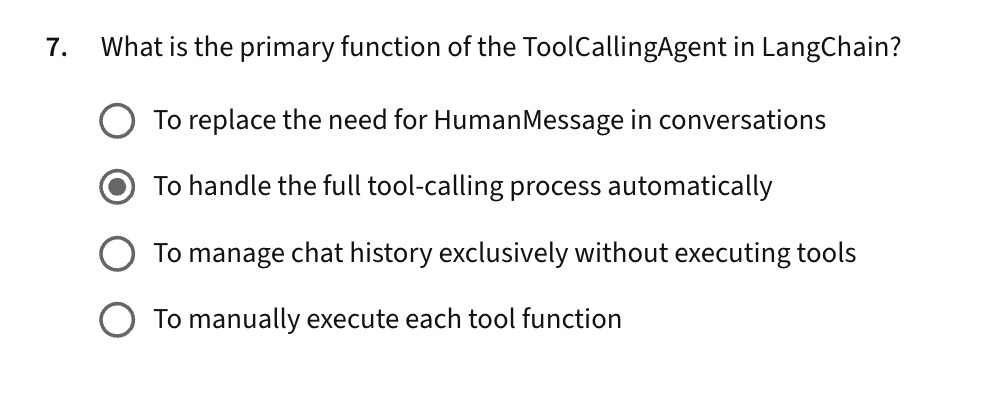 7. What is the primary function of the ToolCallingAgent in LangChain?
To replace the need for HumanMessage in conversations
To handle the full tool-calling process automatically
To manage chat history exclusively without executing tools
To manually execute each tool function